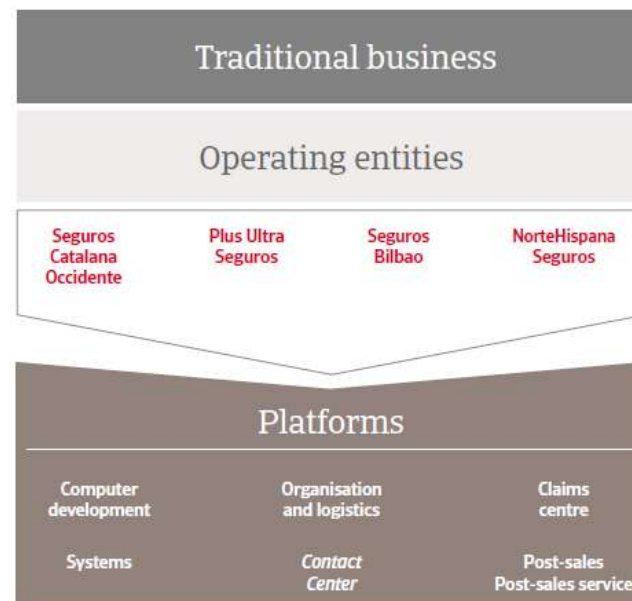 Traditional business
Operating entities
Seguros
Catalana
Occidente
Plus Ultra
Seguros
Seguros
Bilbao
NorteHispana
Seguros
Platforms
Computer
development
Organisation
and logistics
Claims
centre
Systems
Contact
Center
Post-sales
Post-sales service